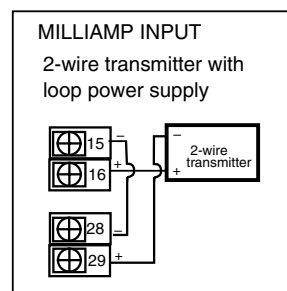 MILLIAMP INPUT
2-wire transmitter with
loop power supply
15 –
16 +
–
2-wire
transmitter
+
28 –
29 +